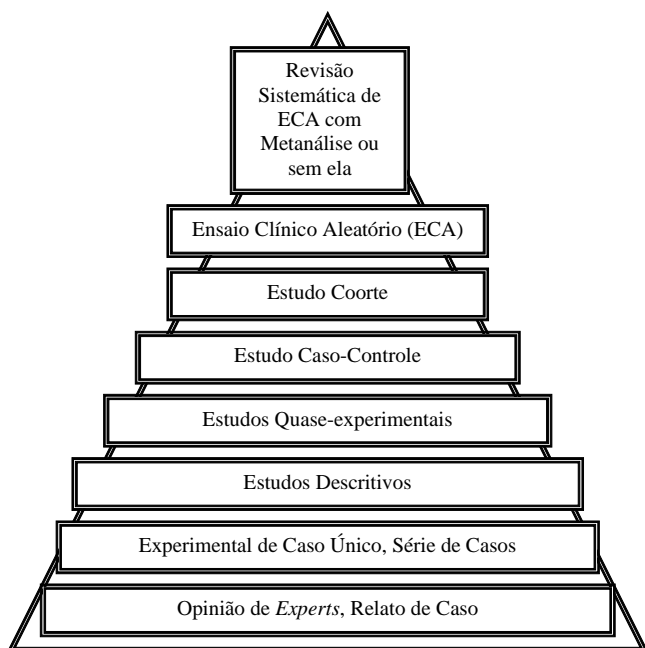 Revisão
Sistemática de
ECA com
Metanálise ou
sem ela
Ensaio Clínico Aleatório (ECA)
Estudo Coorte
Estudo Caso-Controle
Estudos Quase-experimentais
Estudos Descritivos
Experimental de Caso Único, Série de Casos
Opinião de Experts, Relato de Caso